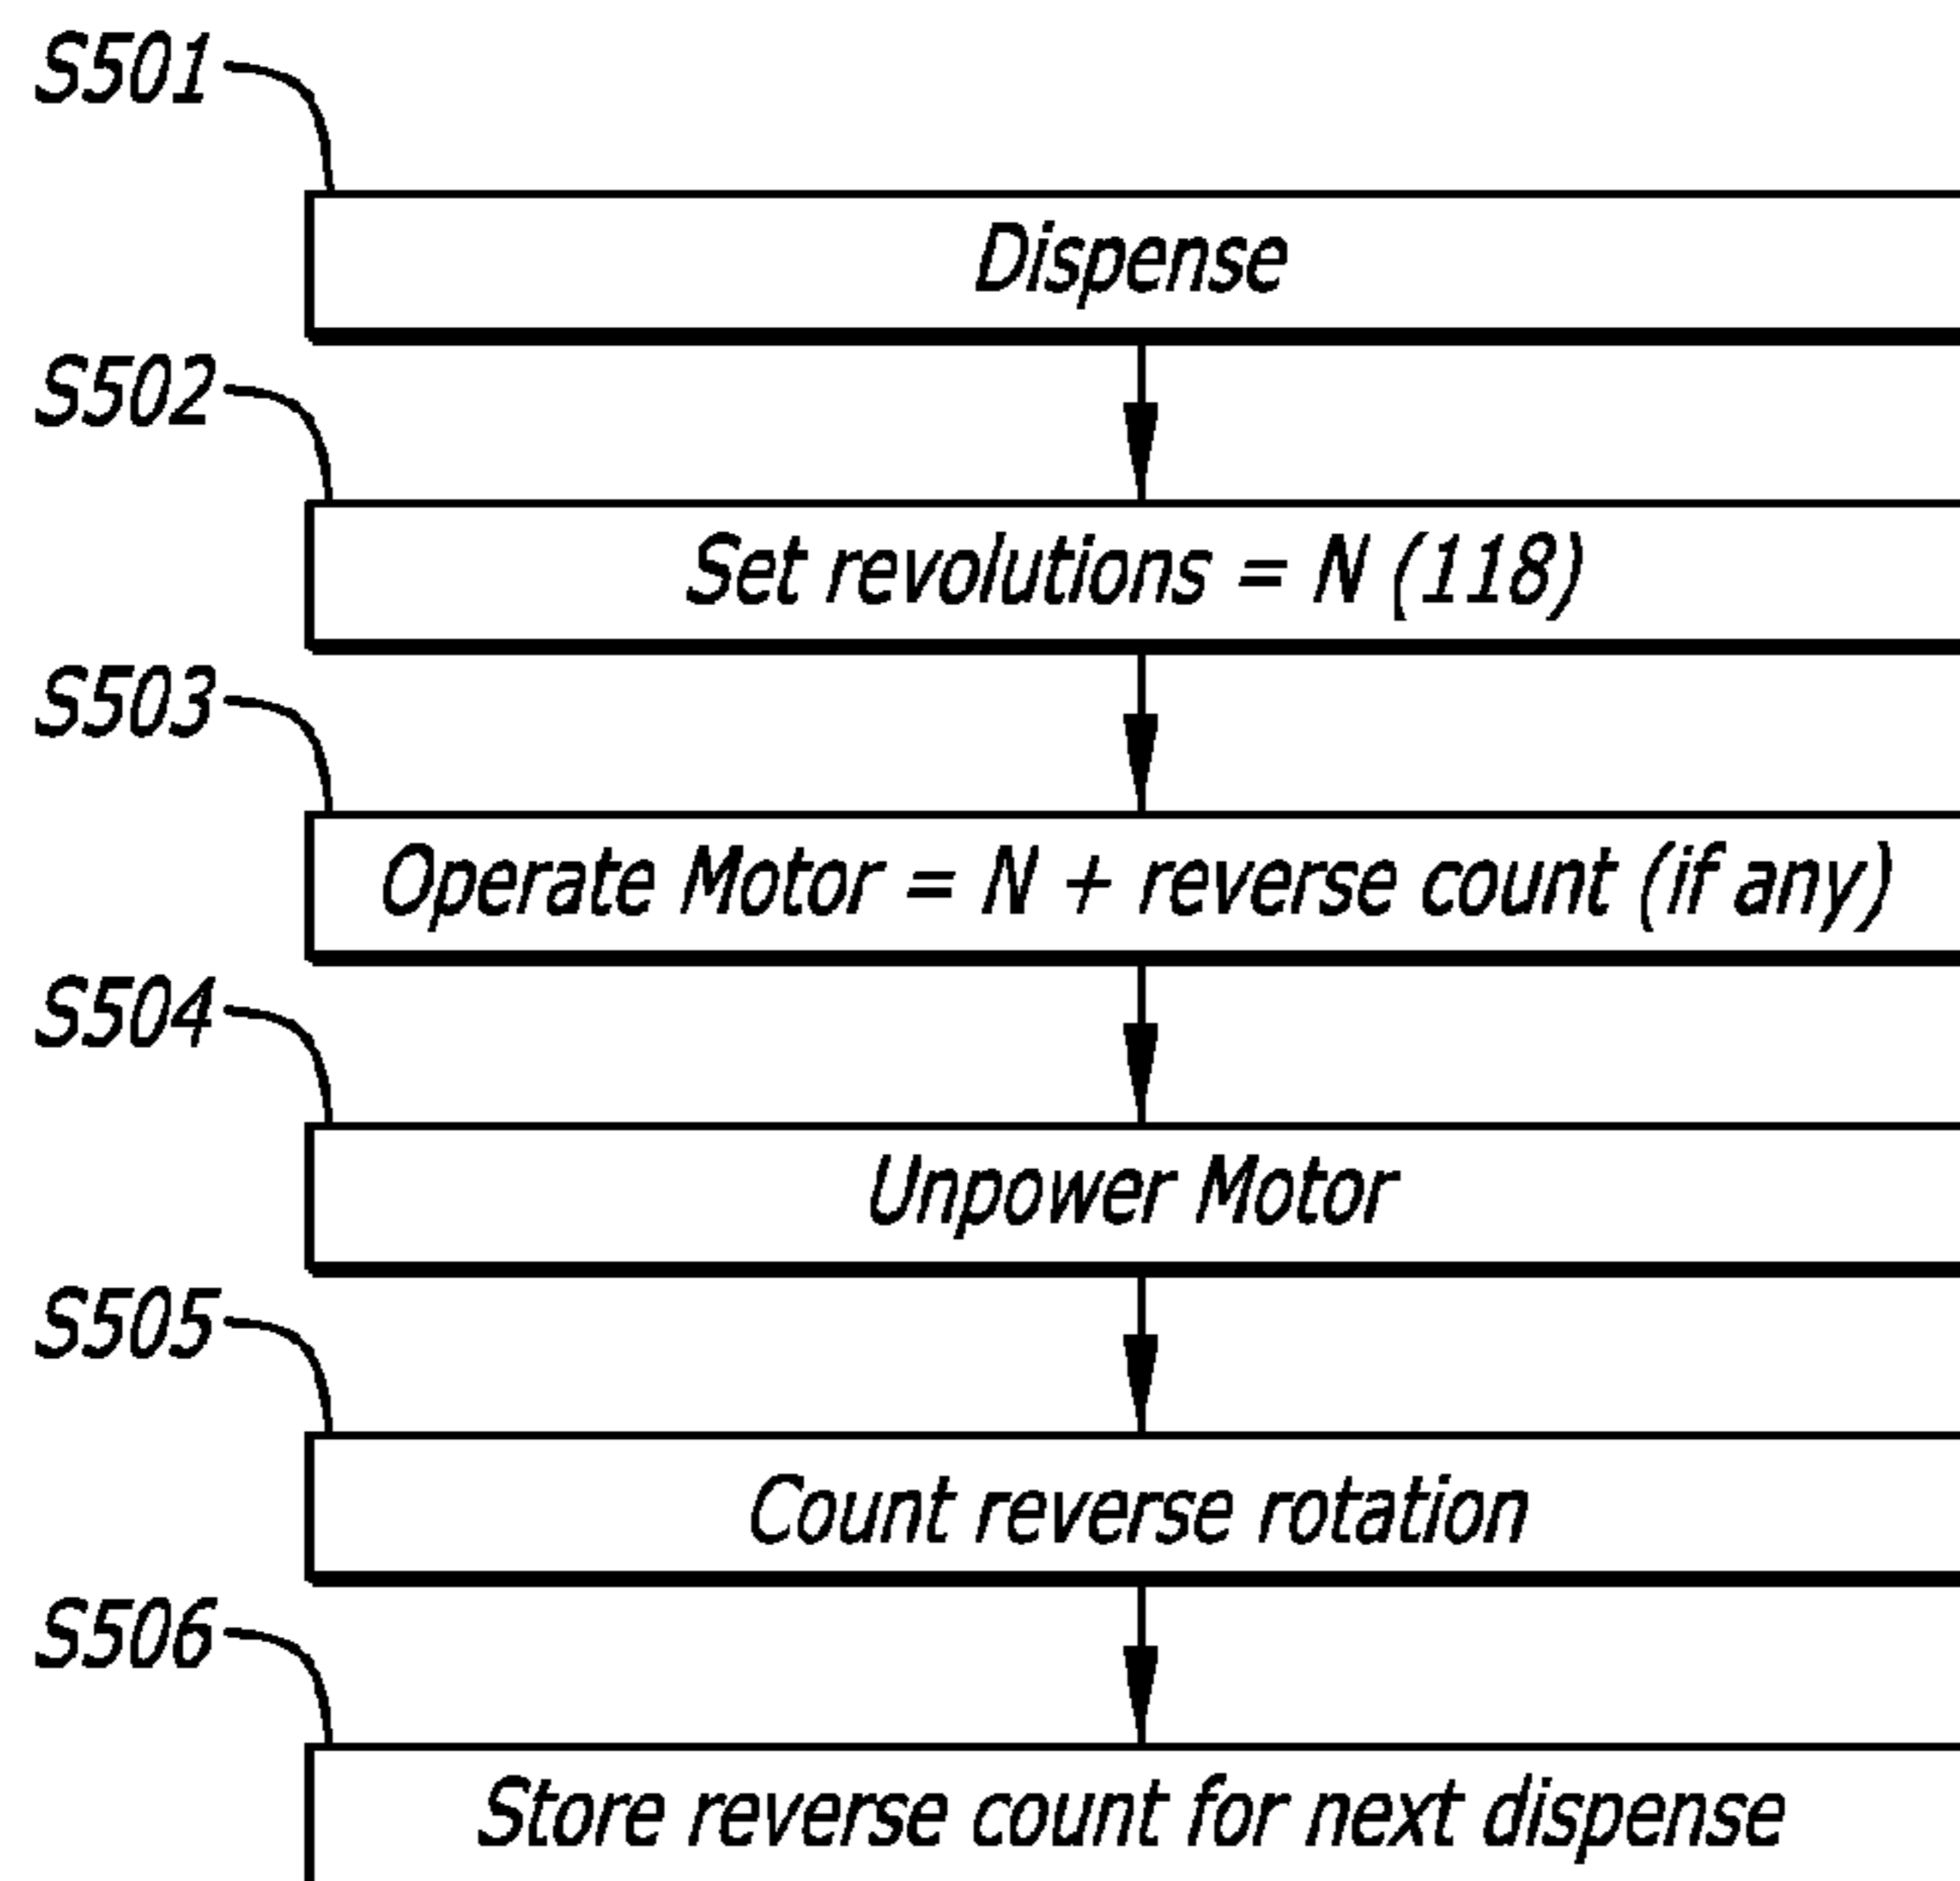 S501
Dispense
S502
Set revolutions = N (118)
S503
Operate Motor = N + reverse count (if any)
S504
Unpower Motor
S505
Count reverse rotation
S506
Store reverse count for next dispense